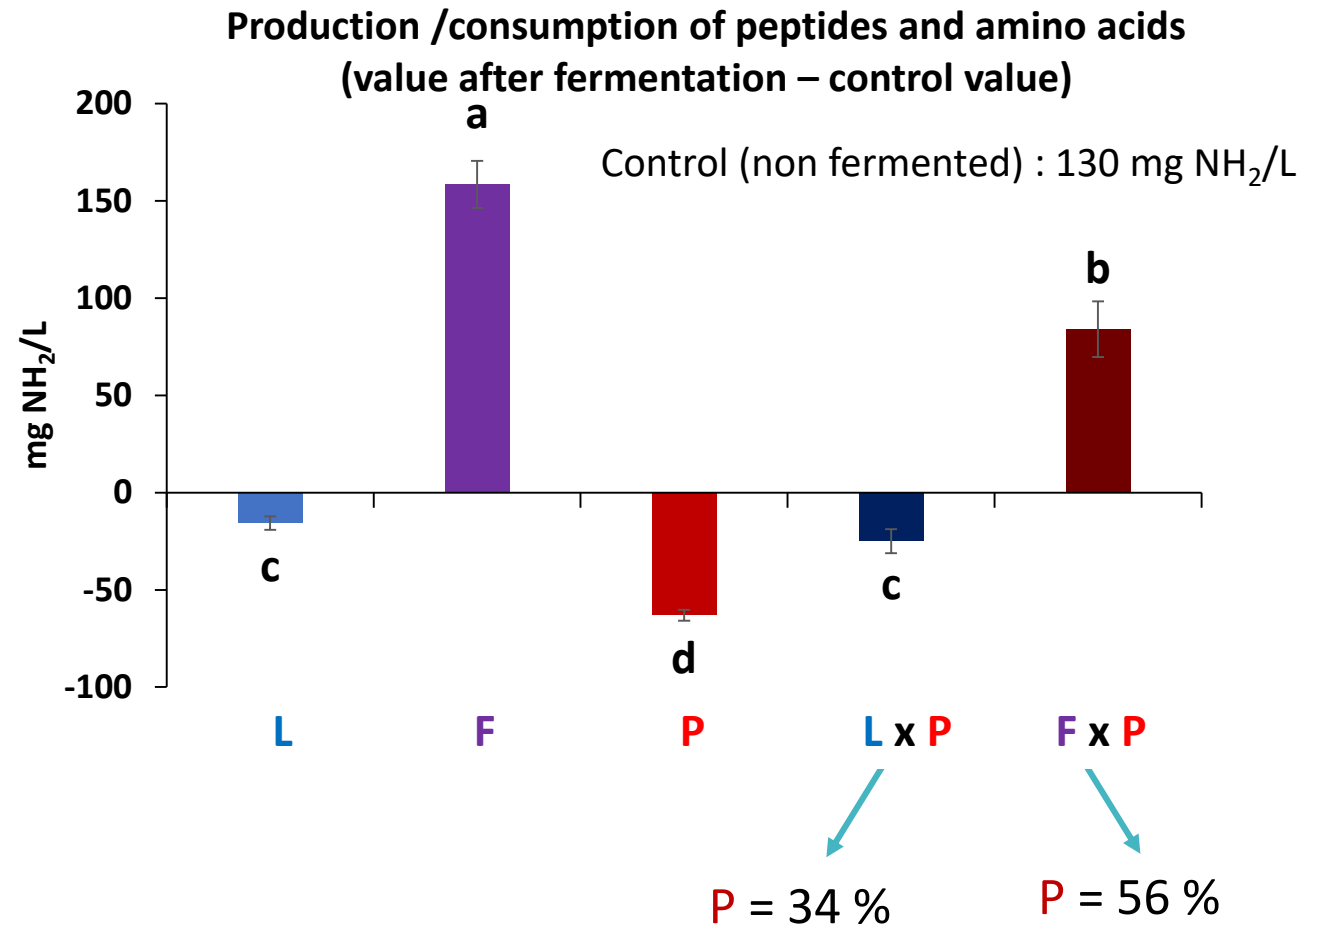 Production /consumption of peptides and amino acids
(value after fermentation – control value)
Control (non fermented) : 130 mg NH₂/L
mg NH₂/L
200
150
100
50
0
-50
-100
a
b
c
d
c
L
F
P
L x P
F x P
P = 34 %
P = 56 %